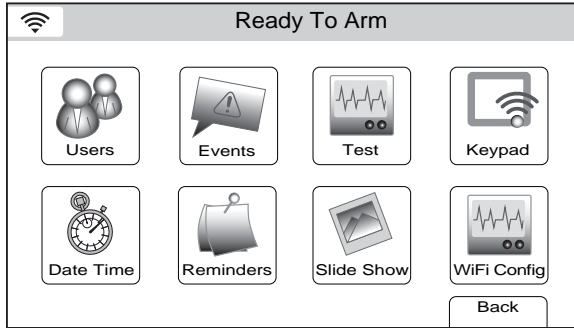 Ready To Arm
Users
Events
Test
Keypad
Date Time
Reminders
Slide Show
WiFi Config
Back